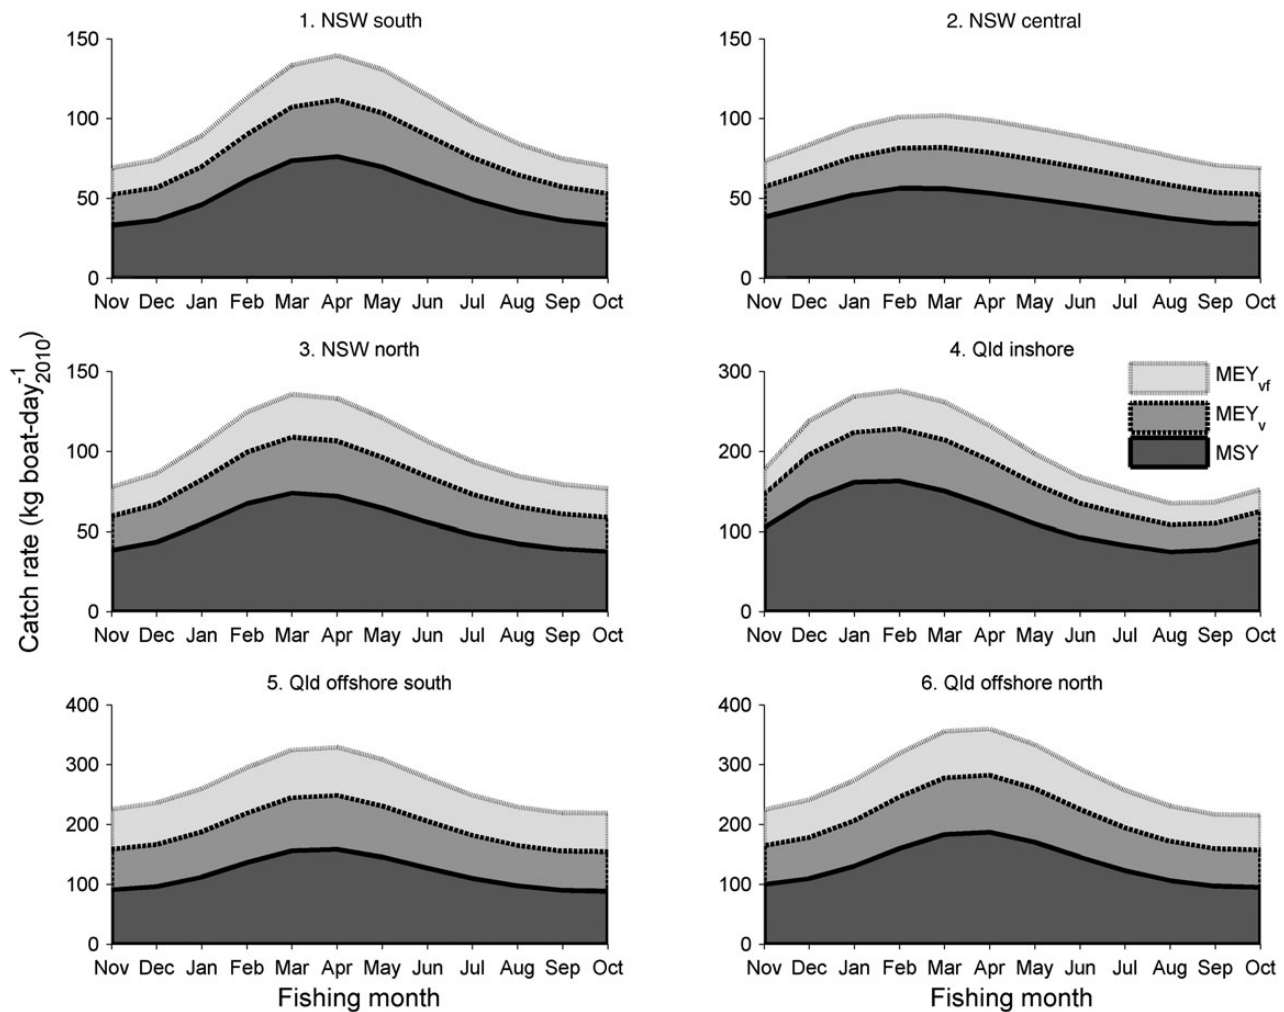 1. NSW south
150
100
50
0
Nov Dec Jan Feb Mar Apr May Jun Jul Aug Sep Oct
2. NSW central
150
100
50
0
Nov Dec Jan Feb Mar Apr May Jun Jul Aug Sep Oct
Catch rate (kg boat-day⁻¹₂₀₁₀)
3. NSW north
150
100
50
0
Nov Dec Jan Feb Mar Apr May Jun Jul Aug Sep Oct
4. Qld inshore
300
200
100
0
Nov Dec Jan Feb Mar Apr May Jun Jul Aug Sep Oct
MEYvf
MEYv
MSY
5. Qld offshore south
400
300
200
100
0
Nov Dec Jan Feb Mar Apr May Jun Jul Aug Sep Oct
Fishing month
6. Qld offshore north
400
300
200
100
0
Nov Dec Jan Feb Mar Apr May Jun Jul Aug Sep Oct
Fishing month